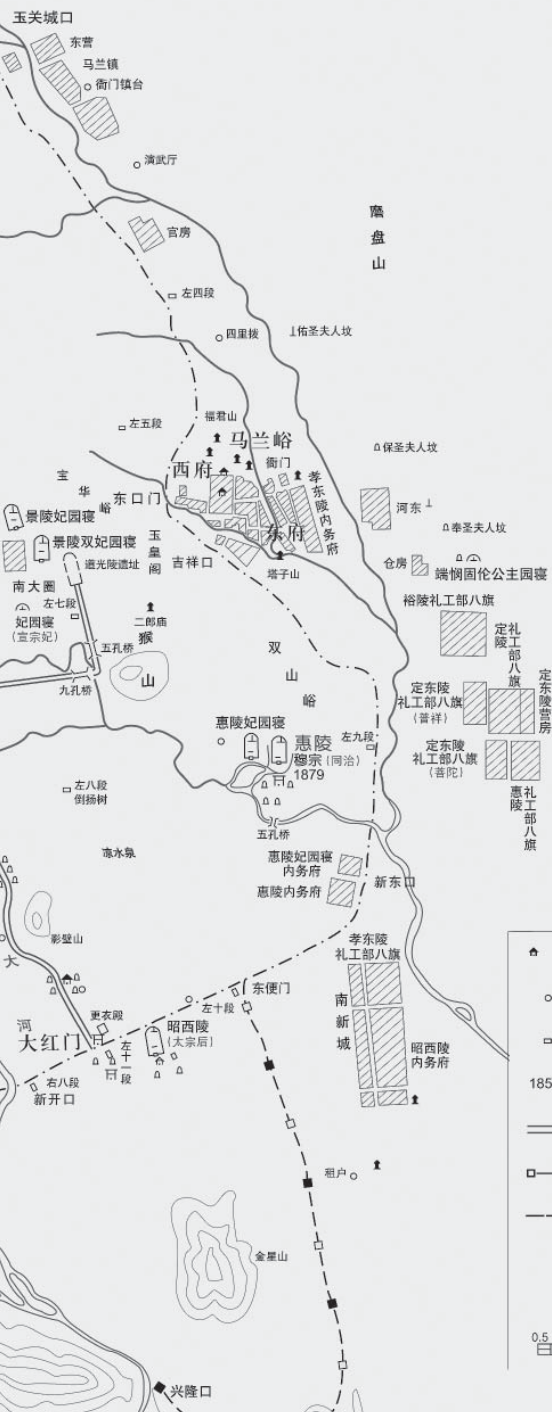 玉关城口
东营
马兰镇
衙门镇台
演武厅
官房
磨盘山
左四段
四里拨
佑圣夫人坟
左五段
福君山
马兰峪
保圣夫人坟
西府
衙门
宝华峪
东口门
孝东陵内务府
河东
景陵妃园寝
奉圣夫人坟
东府
景陵双妃园寝
玉皇阁
吉祥口
道光陵遗址
塔子山
仓房
端悯固伦公主园寝
南大圈
裕陵礼工部八旗
左七段
妃园寝
(宣宗妃)
二郎庙
猴山
定陵
礼工部八旗
五孔桥
双山峪
九孔桥
定东陵
礼工部八旗
(普祥)
定东陵营房
惠陵妃园寝
惠陵
穆宗(同治)
1879
左九段
定东陵
礼工部八旗
(菩陀)
左八段
倒扬树
惠陵
礼工部八旗
五孔桥
惠陵妃园寝
内务府
新东口
惠陵内务府
影壁山
孝东陵
礼工部八旗
大河
东便门
左十段
南新城
更衣殿
昭西陵
(太宗后)
大红门
左十一段
昭西陵
内务府
右八段
新开口
185
租户
金星山
0.5
兴隆口